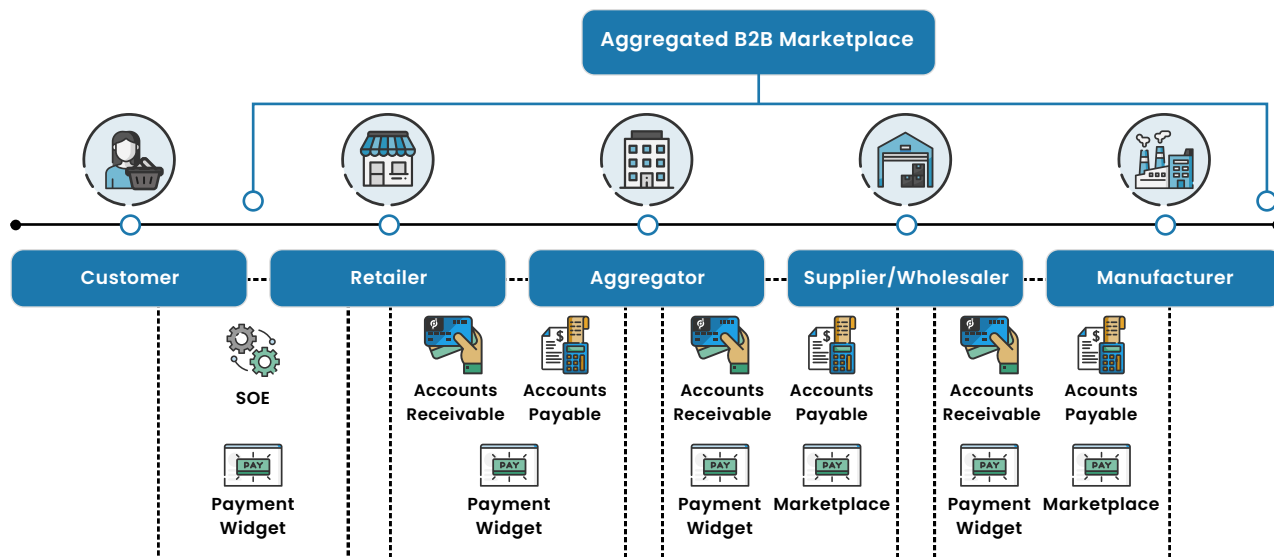 Aggregated B2B Marketplace
Customer
Retailer
Aggregator
Supplier/Wholesaler
Manufacturer
SOE
Payment
Widget
Accounts
Receivable
$
Accounts
Payable
PAY
Payment
Widget
PAY
Accounts
Receivable
$
Accounts
Payable
PAY
Payment
Widget
PAY
Marketplace
Accounts
Receivable
$
Accounts
Payable
PAY
Payment
Widget
PAY
Marketplace